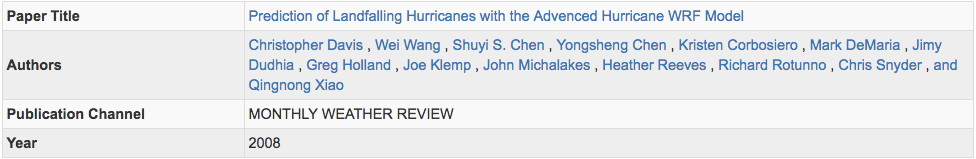 Paper Title Prediction of Landfalling Hurricanes with the Advenced Hurricane WRF Model
Authors Christopher Davis , Wei Wang , Shuyi S. Chen , Yongsheng Chen , Kristen Corbosiero , Mark DeMaria , Jimy
Dudhia , Greg Holland , Joe Klemp , John Michalakes , Heather Reeves , Richard Rotunno , Chris Snyder , and
Qingnong Xiao
Publication Channel MONTHLY WEATHER REVIEW
Year 2008